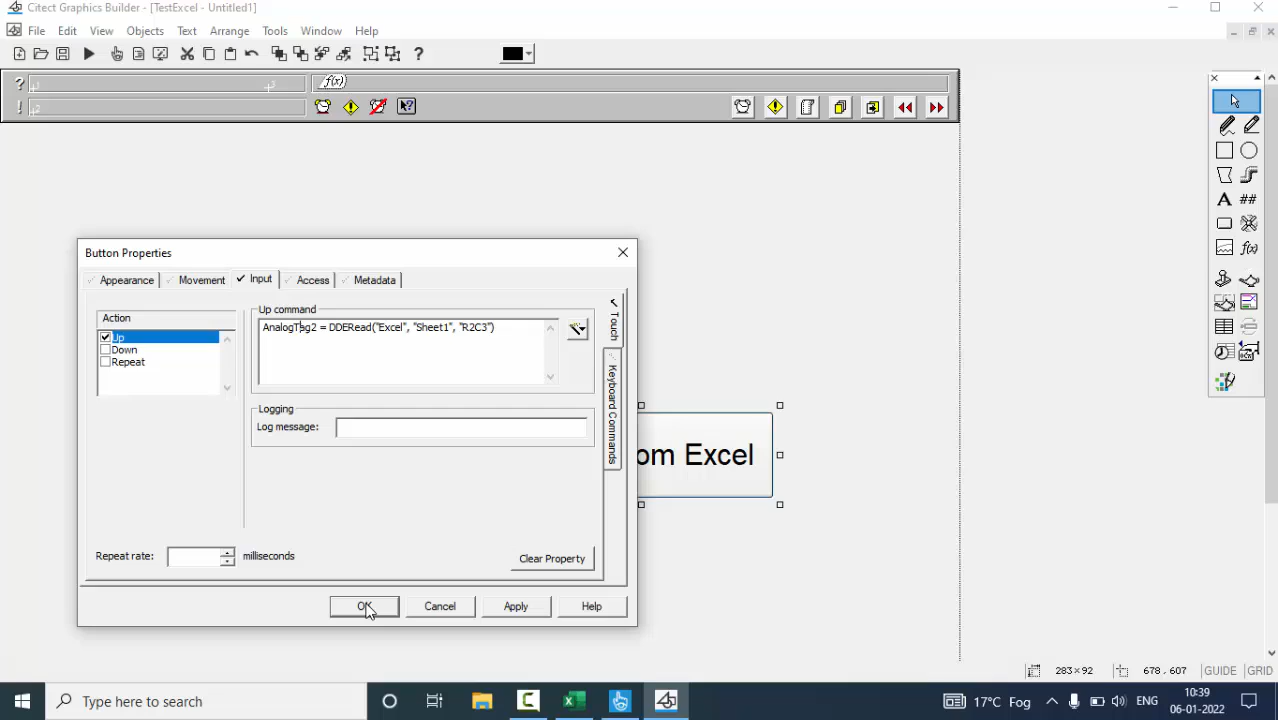 Citect Graphics Builder - [TestExcel - Untitled1]
File Edit View Objects Text Arrange Tools Window Help
Button Properties
Appearance Movement Input Access Metadata
Action
Up
Down
Repeat
Up command
AnalogTag2 = DDERead("Excel", "Sheet1", "R2C3")
Touch
Keyboard Commands
Logging
Log message:
om Excel
Repeat rate: milliseconds
Clear Property
OK Cancel Apply Help
283×92 678, 607 GUIDE GRID
Type here to search
17°C Fog
ENG
10:39
06-01-2022